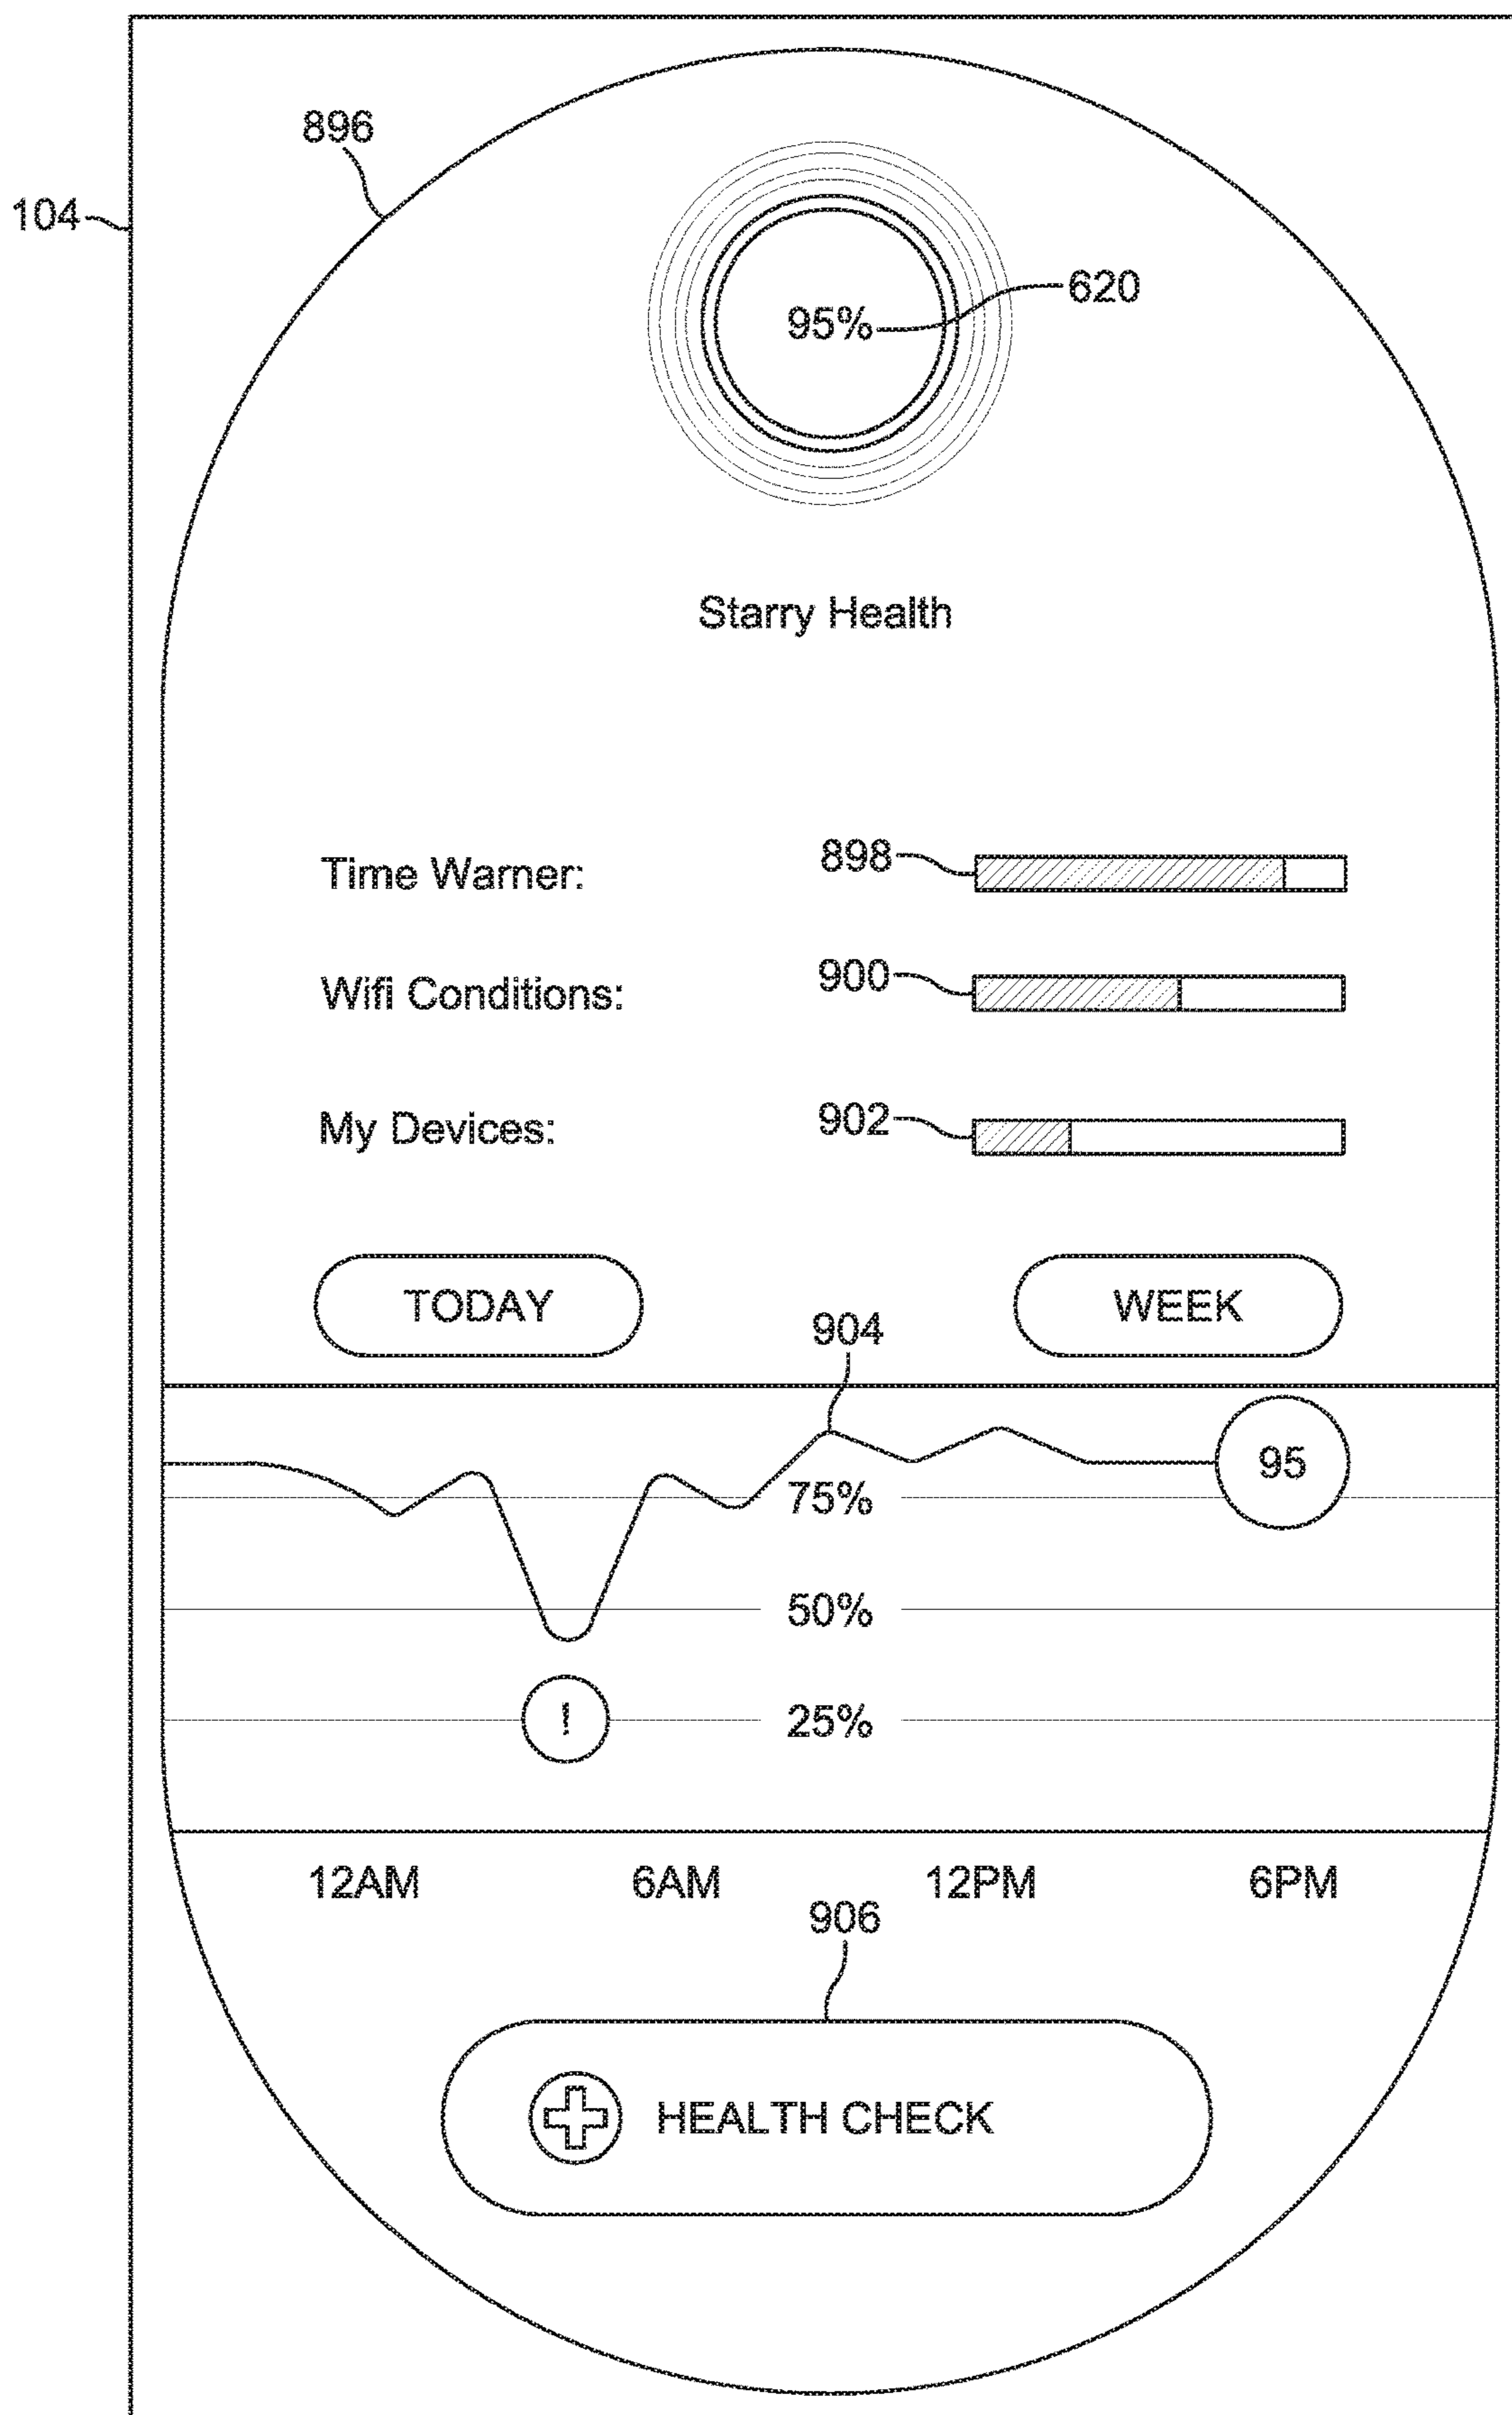 896
104
620
95%
Starry Health
Time Warner:
898
Wifi Conditions:
900
My Devices:
902
TODAY
WEEK
904
95
75%
50%
!
25%
12AM 6AM 12PM 6PM
906
HEALTH CHECK